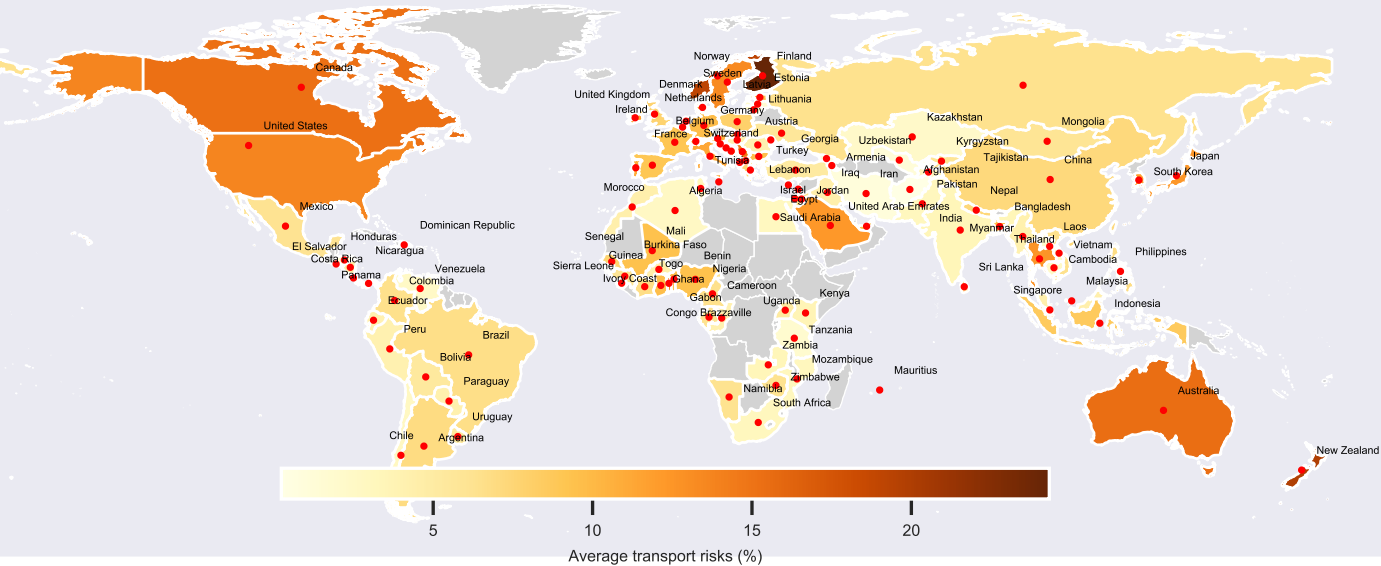 Norway
Finland
Canada
Sweden
Estonia
Denmark
Latvia
United Kingdom
Netherlands
Lithuania
Ireland
Germany
Kazakhstan
United States
Belgium
Austria
Mongolia
France
Switzerland
Georgia
Uzbekistan
Kyrgyzstan
Turkey
Armenia
Tajikistan
China
Japan
Tunisia
Lebanon
Iraq
Iran
Afghanistan
South Korea
Morocco
Algeria
Israel
Jordan
Pakistan
Nepal
Egypt
Mexico
United Arab Emirates
Bangladesh
Saudi Arabia
India
Dominican Republic
Mali
Myanmar
Laos
Honduras
Senegal
Thailand
El Salvador
Nicaragua
Burkina Faso
Vietnam
Philippines
Costa Rica
Guinea
Benin
Cambodia
Sierra Leone
Togo
Nigeria
Sri Lanka
Panama
Venezuela
Ivory Coast
Ghana
Malaysia
Colombia
Cameroon
Singapore
Ecuador
Gabon
Uganda
Kenya
Indonesia
Congo Brazzaville
Peru
Brazil
Tanzania
Zambia
Bolivia
Mozambique
Mauritius
Paraguay
Zimbabwe
Namibia
Australia
South Africa
Uruguay
Chile
Argentina
New Zealand
5 10 15 20
Average transport risks (%)